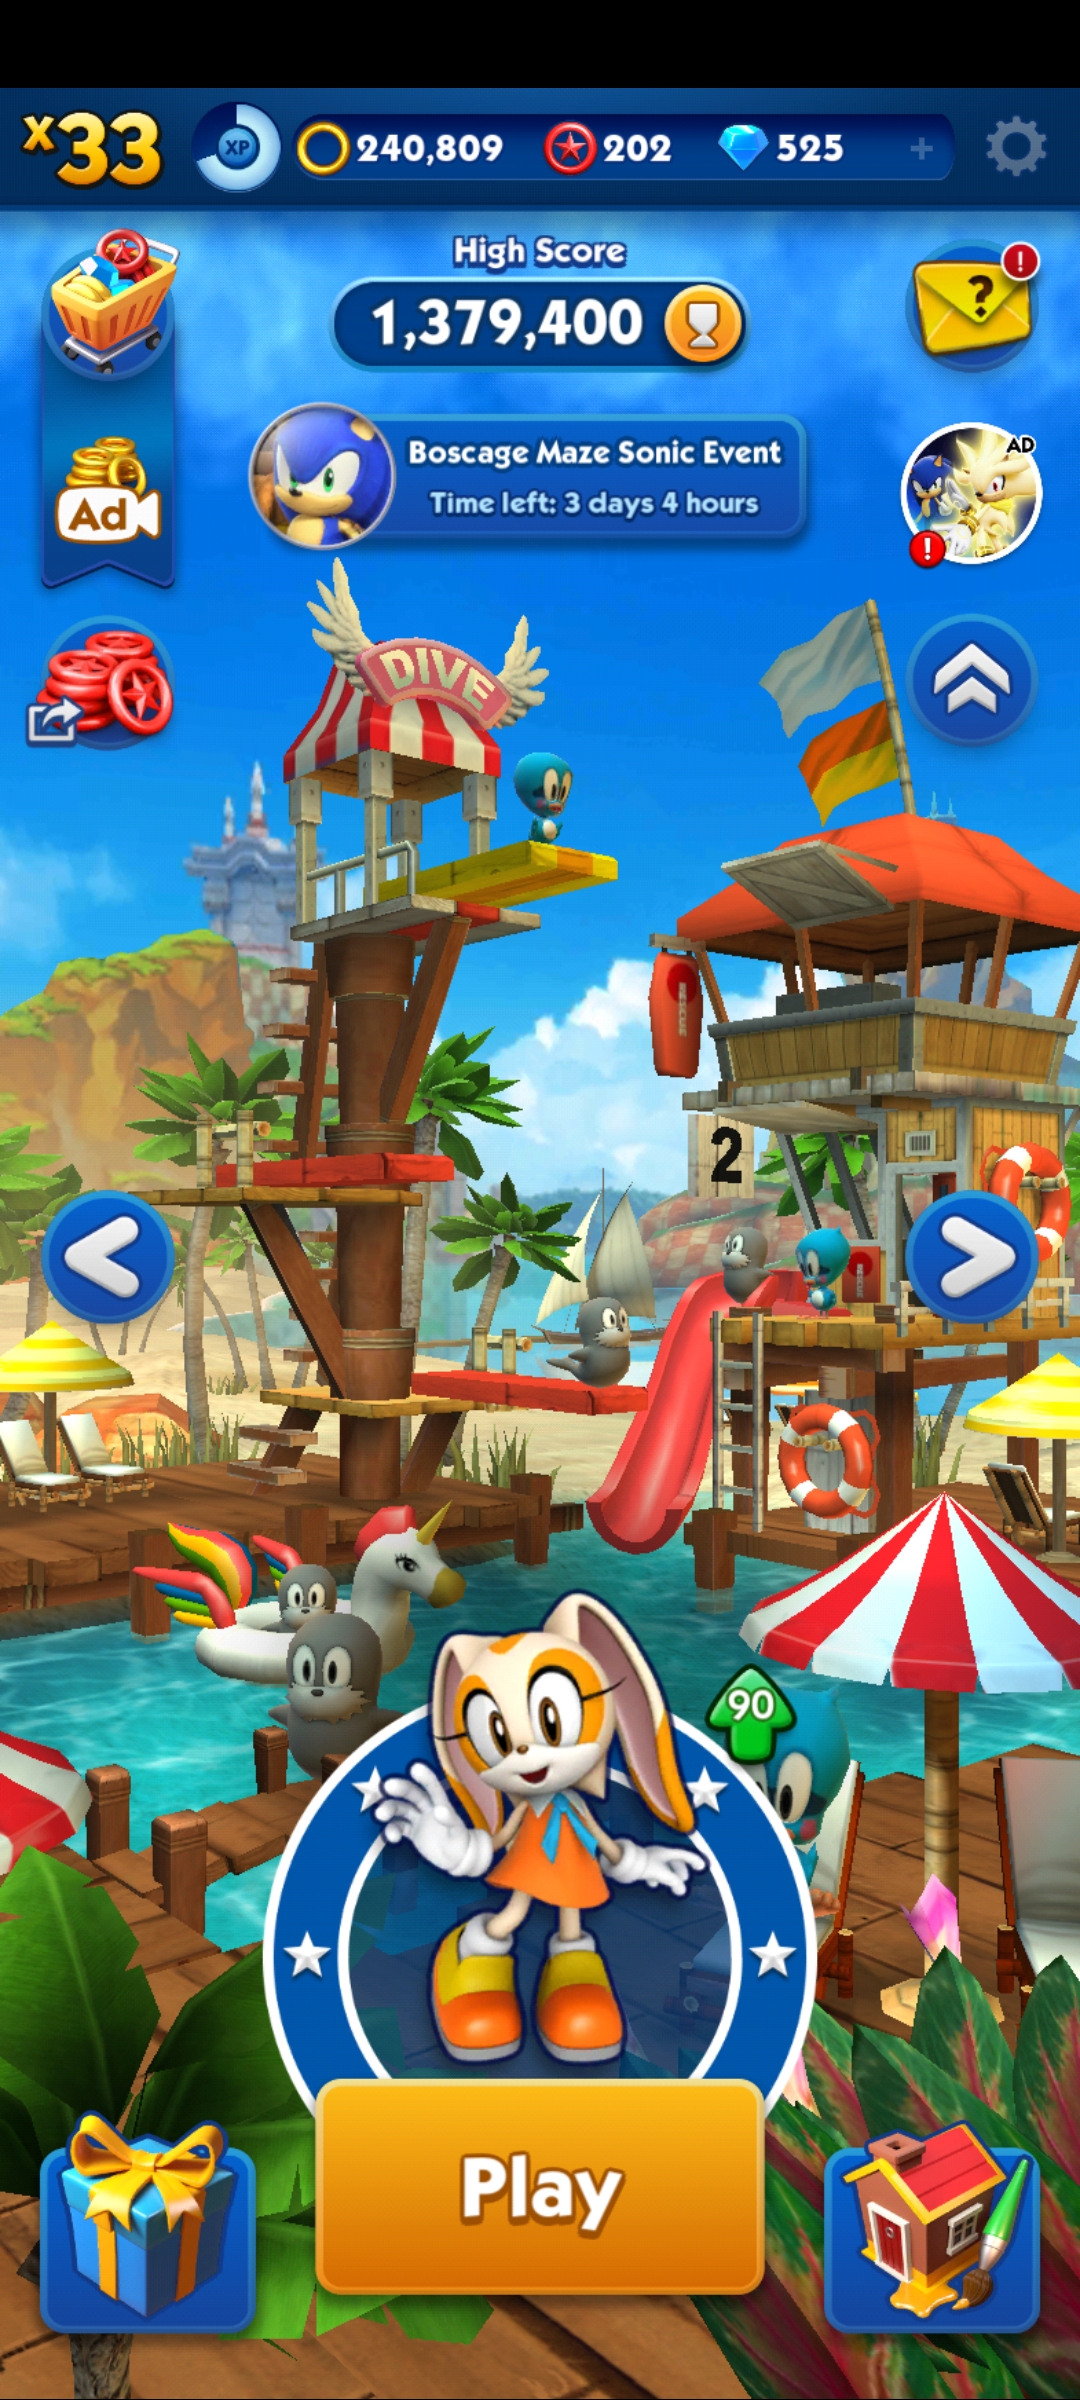 x33
XP
240,809
202
525
+
High Score
1,379,400
?
!
Boscage Maze Sonic Event
Time left: 3 days 4 hours
AD
!
Ad
DIVE
RESCUE
2
90
Play